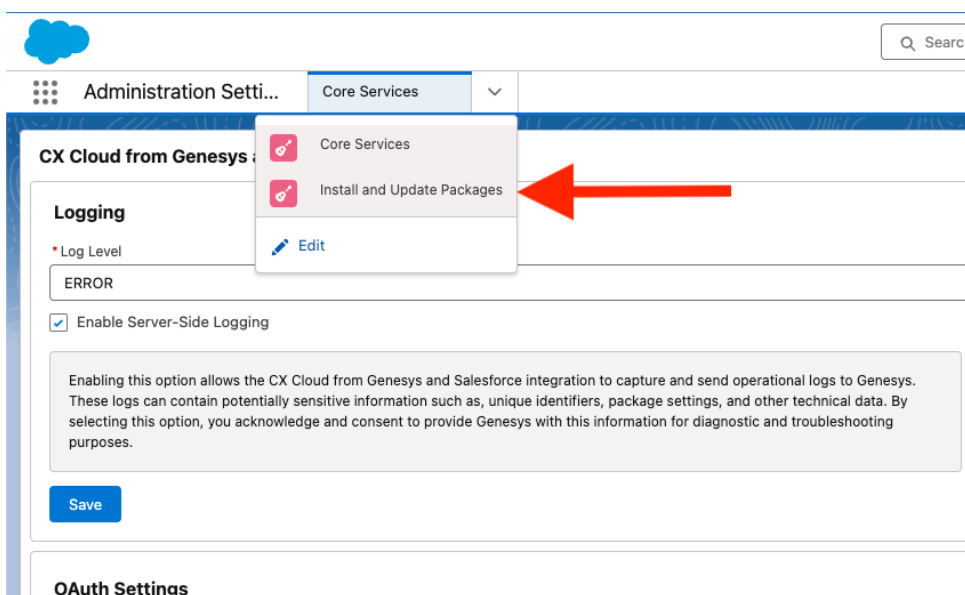 Searc
Administration Setti...
Core Services
CX Cloud from Genesys a
Core Services
Install and Update Packages
Edit
Logging
*Log Level
ERROR
Enable Server-Side Logging
Enabling this option allows the CX Cloud from Genesys and Salesforce integration to capture and send operational logs to Genesys.
These logs can contain potentially sensitive information such as, unique identifiers, package settings, and other technical data. By
selecting this option, you acknowledge and consent to provide Genesys with this information for diagnostic and troubleshooting
purposes.
Save
OAuth Settings